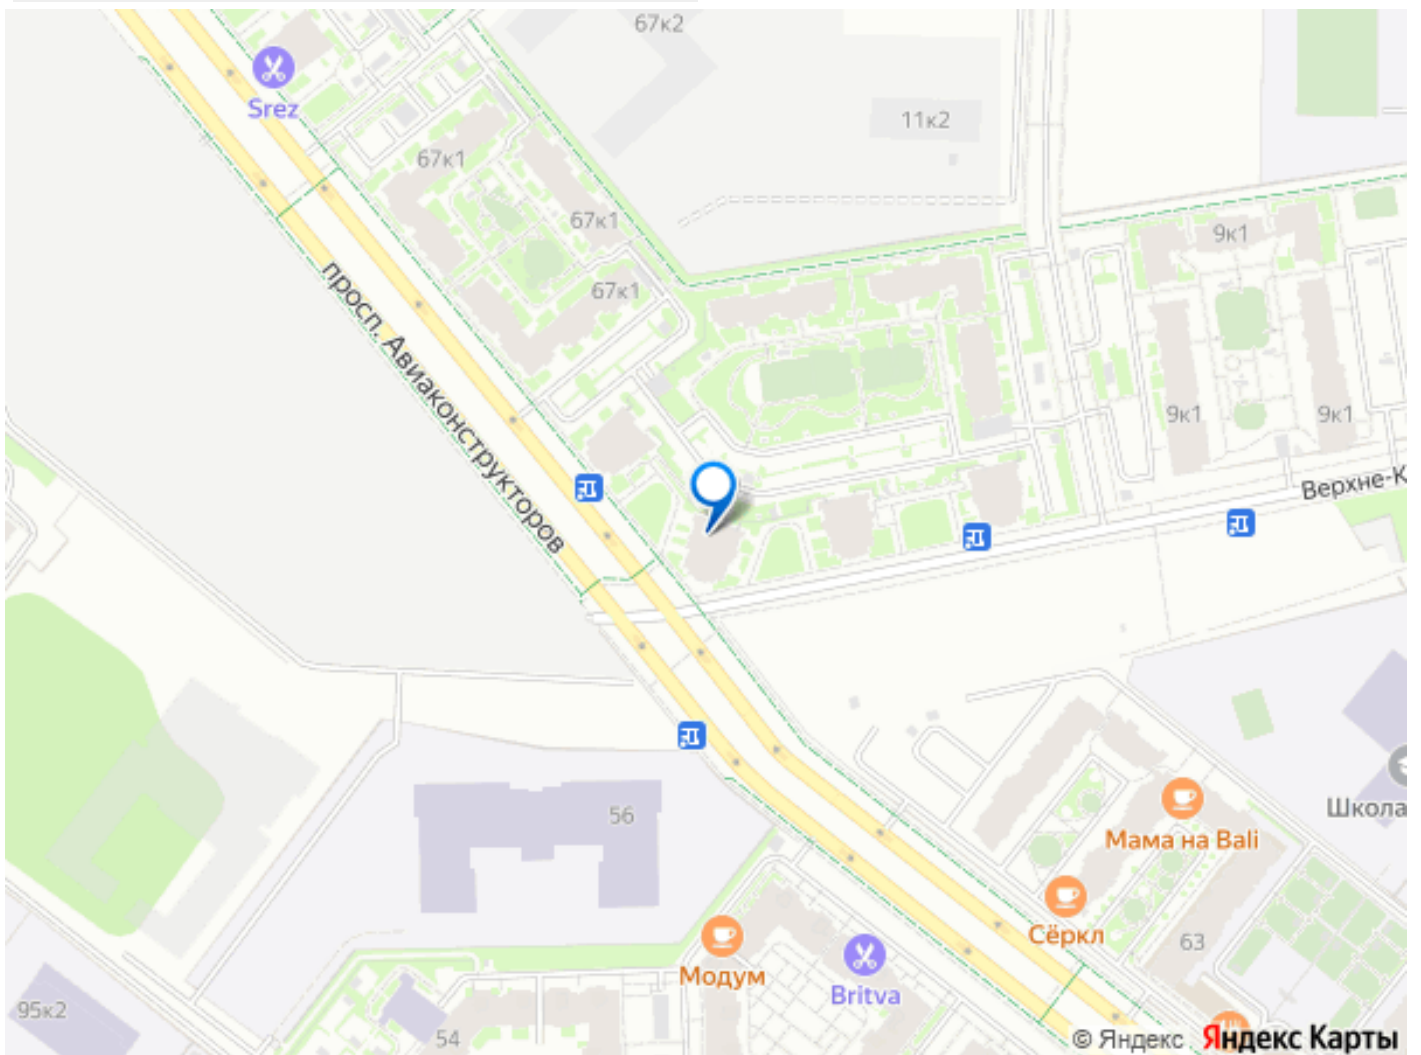 67к2
Srez
11к2
67к1
67к1
9к1
67к1
просп. Авиаконструкторов
9к1
9к1
Верхне-К
56
Школа
Мама на Bali
Сёркл
63
Модум
Britva
95к2
54
© Яндекс Яндекс Карты